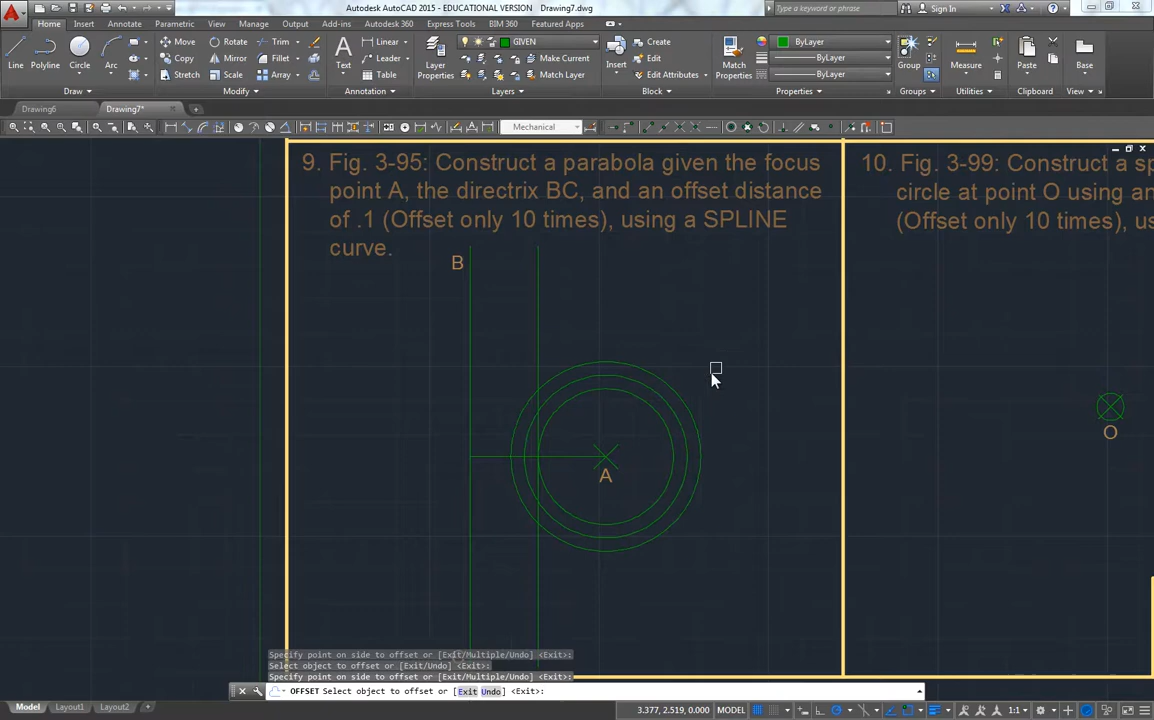 Autodesk AutoCAD 2015 - EDUCATIONAL VERSION Drawing7.dwg
Type a keyword or phrase
Sign In
Home Insert Annotate Parametric View Manage Output Add-ins Autodesk 360 Express Tools BIM 360 Featured Apps
Line Polyline Circle Arc
Move Rotate Trim
Copy Mirror Fillet
Stretch Scale Array
Text
Linear
Leader
Table
Layer Properties
GIVEN
Make Current
Match Layer
Insert
Create
Edit
Edit Attributes
Match Properties
ByLayer
ByLayer
ByLayer
Group
Measure
Paste
Base
Draw Modify Annotation Layers Block Properties Groups Utilities Clipboard View
Drawing6 Drawing7*
Mechanical
9. Fig. 3-95: Construct a parabola given the focus
point A, the directrix BC, and an offset distance
of .1 (Offset only 10 times), using a SPLINE
curve.
10. Fig. 3-99: Construct a sp
circle at point O using an
(Offset only 10 times), us
B
A
O
Specify point on side to offset or [Exit/Multiple/Undo] <Exit>:
Select object to offset or [Exit/Undo] <Exit>:
Specify point on side to offset or [Exit/Multiple/Undo] <Exit>:
OFFSET Select object to offset or [Exit Undo] <Exit>:
Model Layout1 Layout2
3.377, 2.519, 0.000 MODEL 1:1